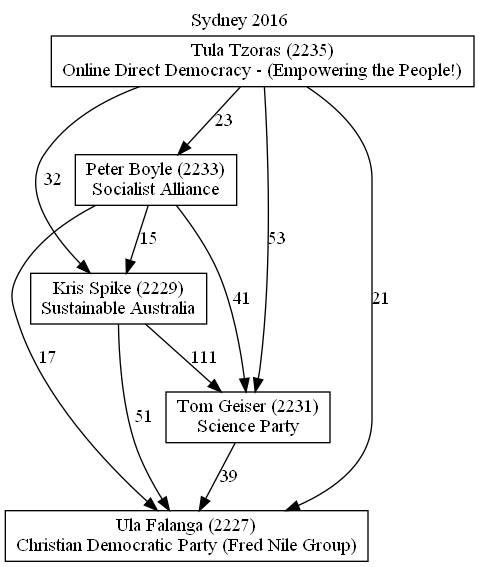 Sydney 2016
Tula Tzoras (2235)
Online Direct Democracy - (Empowering the People!)
23
Peter Boyle (2233)
Socialist Alliance
32
15
53
Kris Spike (2229)
Sustainable Australia
41
21
17
111
Tom Geiser (2231)
Science Party
51
39
Ula Falanga (2227)
Christian Democratic Party (Fred Nile Group)